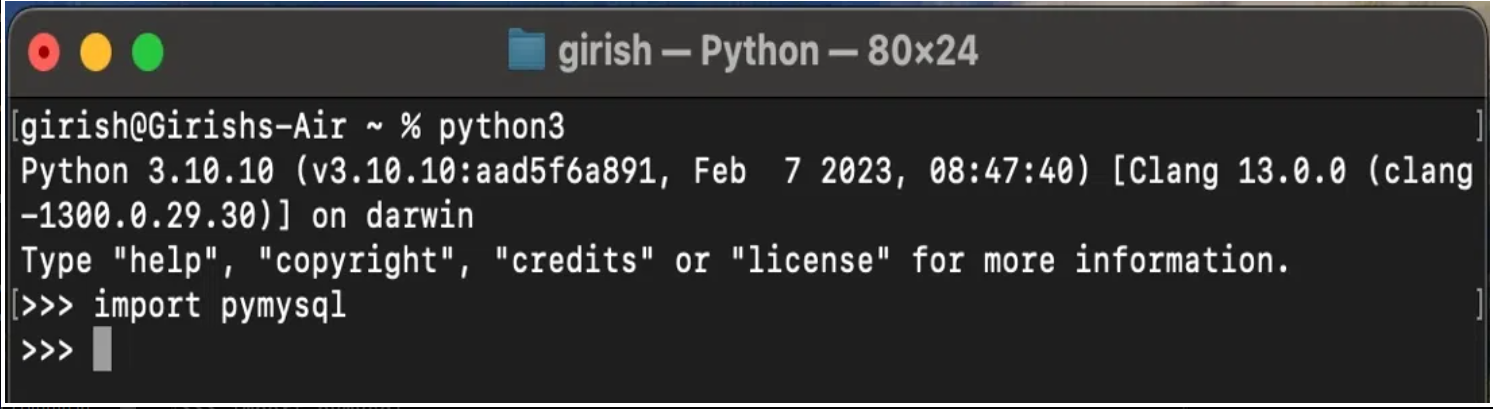 girish — Python — 80×24
[girish@Girishs-Air ~ % python3 ]
Python 3.10.10 (v3.10.10:aad5f6a891, Feb  7 2023, 08:47:40) [Clang 13.0.0 (clang
-1300.0.29.30)] on darwin
Type "help", "copyright", "credits" or "license" for more information.
[>>> import pymysql ]
>>>